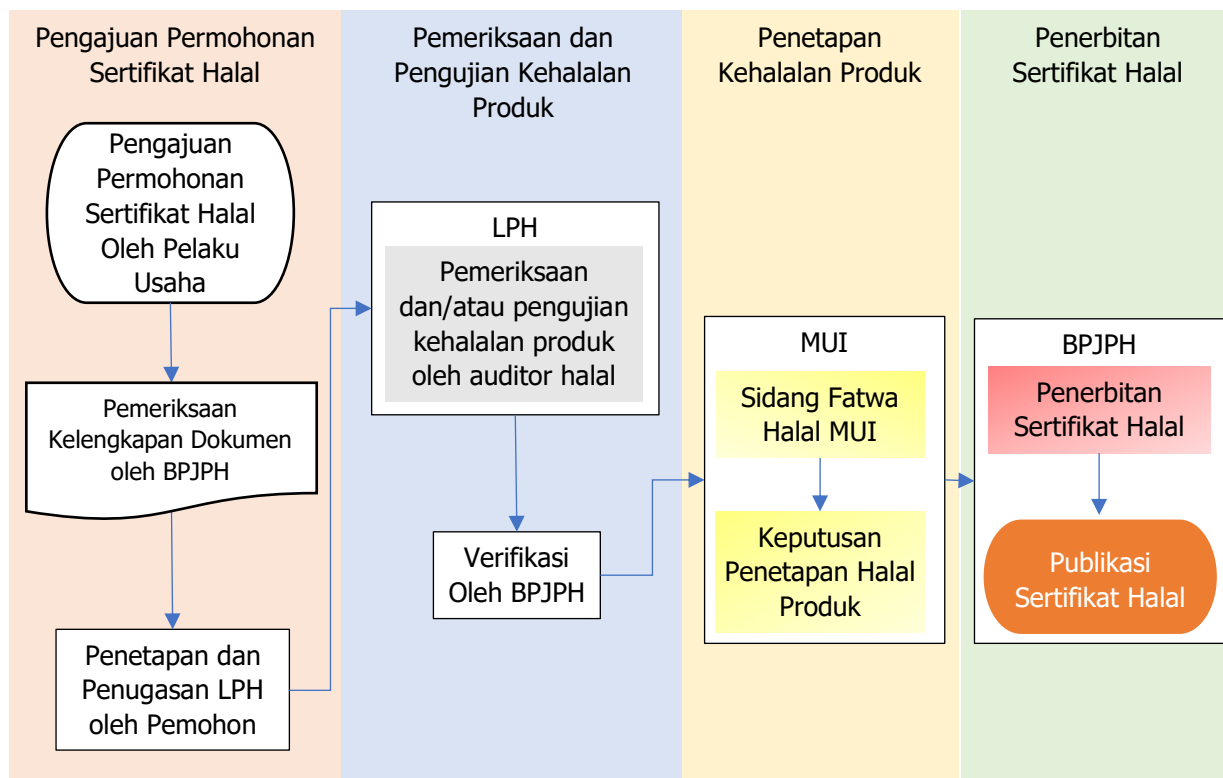 Pengajuan Permohonan
Sertifikat Halal
Pengajuan
Permohonan
Sertifikat Halal
Oleh Pelaku
Usaha
Pemeriksaan
Kelengkapan Dokumen
oleh BPJPH
Penetapan dan
Penugasan LPH
oleh Pemohon
Pemeriksaan dan
Pengujian Kehalalan
Produk
LPH
Pemeriksaan
dan/atau pengujian
kehalalan produk
oleh auditor halal
Verifikasi
Oleh BPJPH
Penetapan
Kehalalan Produk
MUI
Sidang Fatwa
Halal MUI
Keputusan
Penetapan Halal
Produk
Penerbitan
Sertifikat Halal
BPJPH
Penerbitan
Sertifikat Halal
Publikasi
Sertifikat Halal